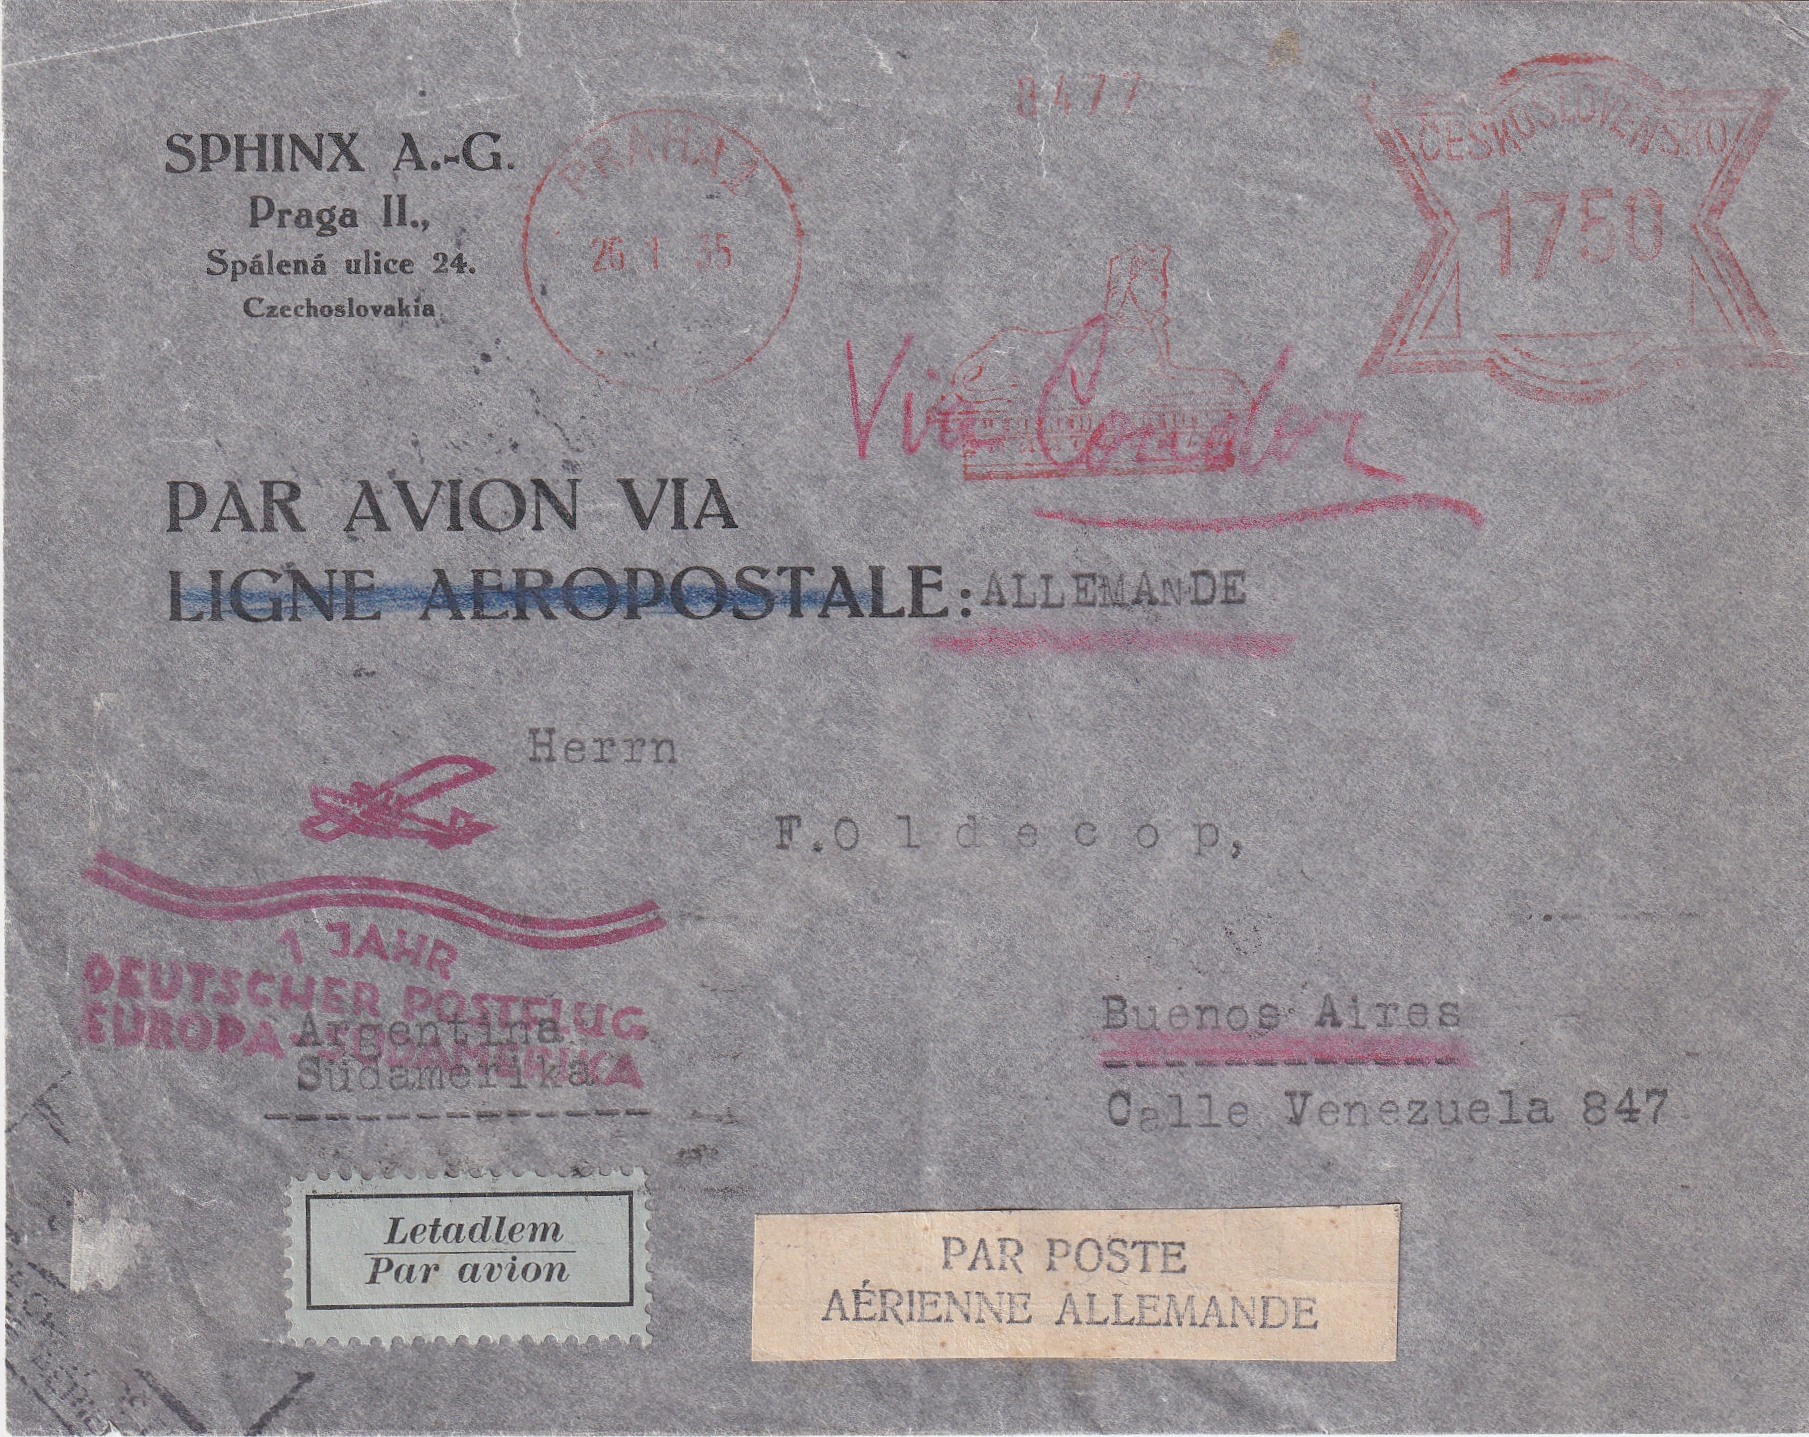 SPHINX A.-G.
Praga II.,
Spálená ulice 24.
Czechoslovakia
PRAHA 1
26 1 35
8477
ČESKOSLOVENSKO
1750
Via Condor
PAR AVION VIA
LIGNE AEROPOSTALE: ALLEMANDE
Herrn
F.Oldecop,
1 JAHR
DEUTSCHER POSTFLUG
EUROPA-SÜDAMERIKA
Argentina
Südamerika
Buenos Aires
Calle Venezuela 847
Letadlem
Par avion
PAR POSTE
AÉRIENNE ALLEMANDE